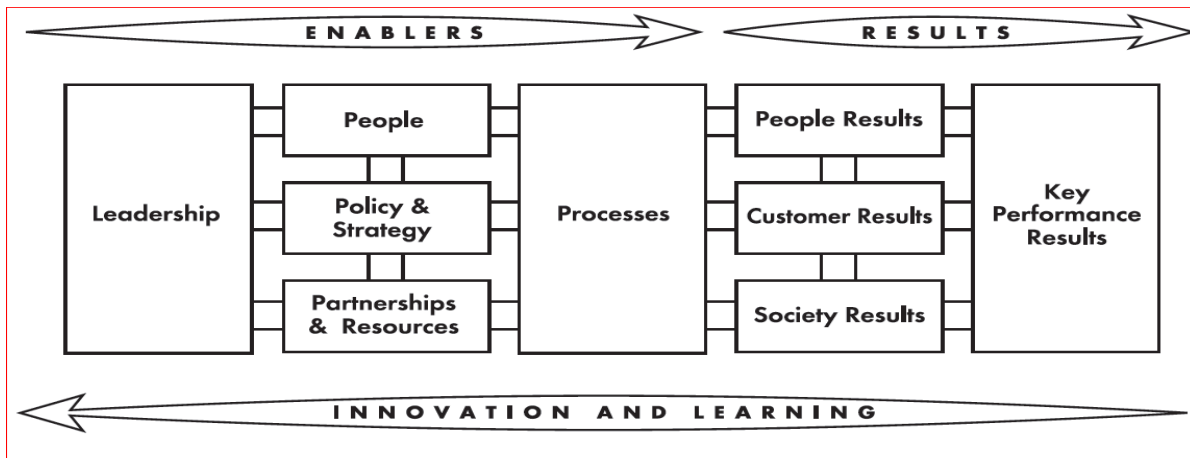 ENABLERS
RESULTS
Leadership
People
Policy &
Strategy
Partnerships
& Resources
Processes
People Results
Customer Results
Society Results
Key
Performance
Results
INNOVATION AND LEARNING